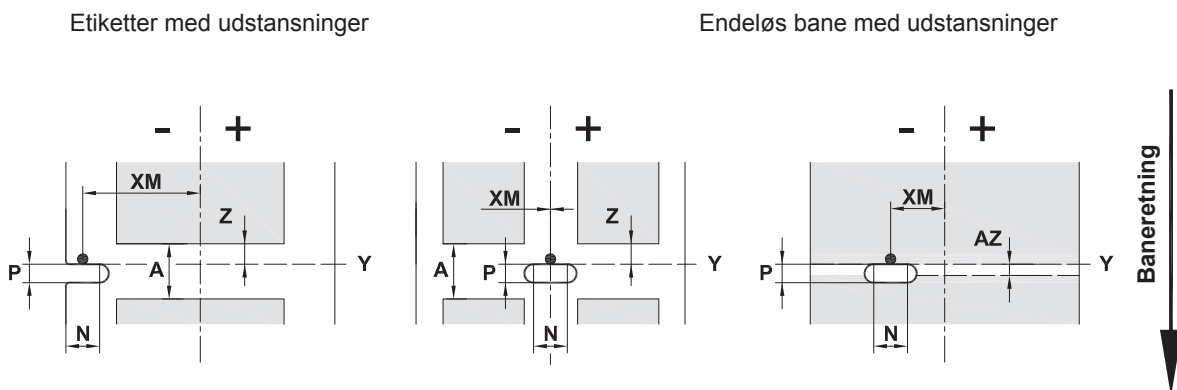 Etiketter med udstansninger
Endeløs bane med udstansninger
- +
XM
Z
P
A
Y
N
- +
XM
Z
A
P
N
- +
XM
AZ
P
Y
N
Baneretning